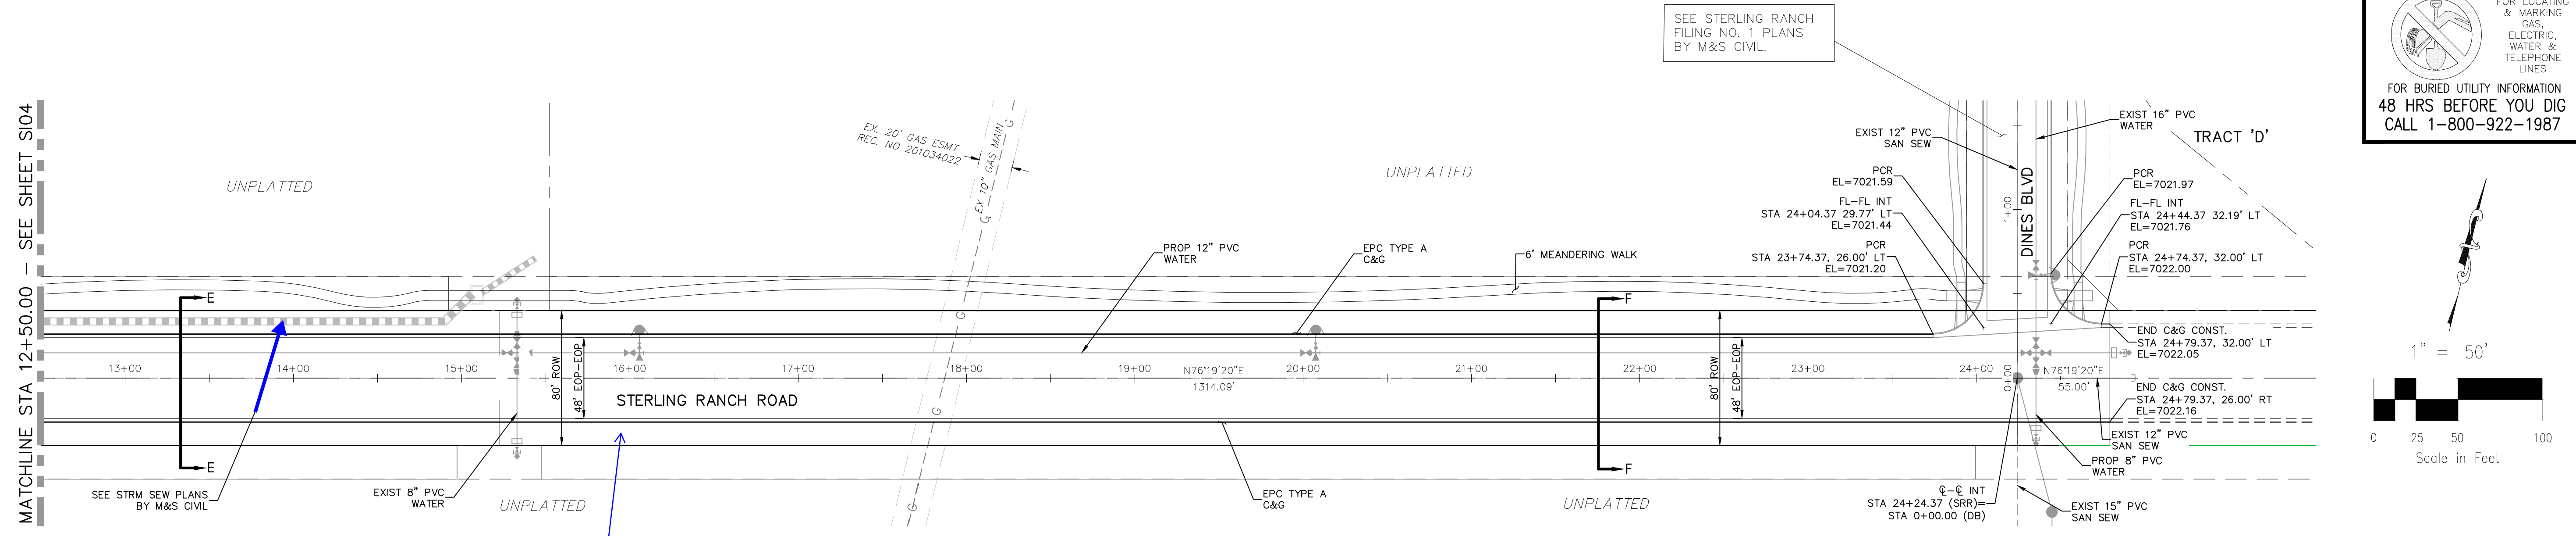 SEE STERLING RANCH
FILING NO. 1 PLANS
BY M&S CIVIL.
FOR LOCATING
& MARKING
GAS,
ELECTRIC,
WATER &
TELEPHONE
LINES
FOR BURIED UTILITY INFORMATION
48 HRS BEFORE YOU DIG
CALL 1-800-922-1987
MATCHLINE STA 12+50.00 - SEE SHEET SI04
UNPLATTED
EX. 20' GAS ESMT
REC. NO 201034022
EX 10" GAS MAIN
G
G
G
G
G
UNPLATTED
EXIST 12" PVC
SAN SEW
EXIST 16" PVC
WATER
TRACT 'D'
DINES BLVD
1+00
0+00
PCR
EL=7021.59
FL-FL INT
STA 24+04.37 29.77' LT
EL=7021.44
PCR
STA 23+74.37, 26.00' LT
EL=7021.20
PCR
EL=7021.97
FL-FL INT
STA 24+44.37 32.19' LT
EL=7021.76
PCR
STA 24+74.37, 32.00' LT
EL=7022.00
PROP 12" PVC
WATER
EPC TYPE A
C&G
6' MEANDERING WALK
E
F
END C&G CONST.
STA 24+79.37, 32.00' LT
EL=7022.05
13+00
14+00
15+00
16+00
17+00
18+00
19+00
20+00
21+00
22+00
23+00
24+00
N76°19'20"E
1314.09'
N76°19'20"E
55.00'
80' ROW
48' EOP-EOP
80' ROW
48' EOP-EOP
STERLING RANCH ROAD
END C&G CONST.
STA 24+79.37, 26.00' RT
EL=7022.16
E
F
EXIST 12" PVC
SAN SEW
PROP 8" PVC
WATER
SEE STRM SEW PLANS
BY M&S CIVIL
EXIST 8" PVC
WATER
UNPLATTED
EPC TYPE A
C&G
UNPLATTED
℄-℄ INT
STA 24+24.37 (SRR)=
STA 0+00.00 (DB)
EXIST 15" PVC
SAN SEW
1" = 50'
0 25 50 100
Scale in Feet